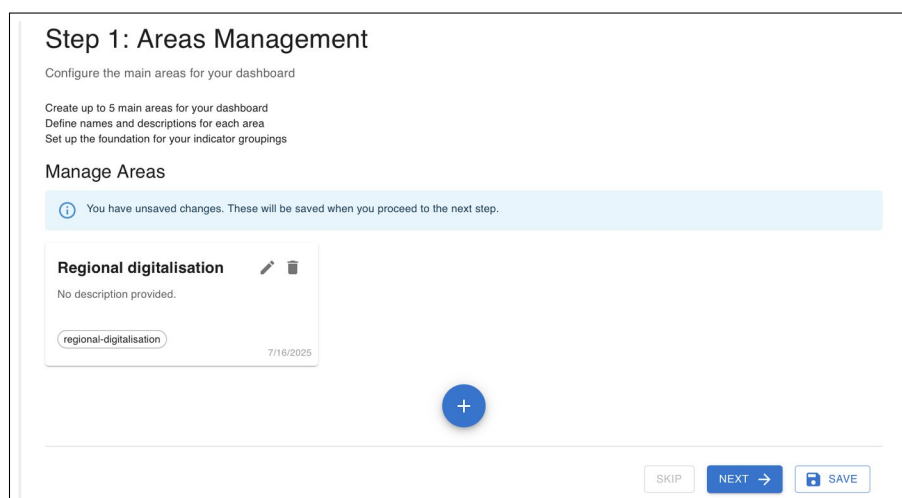 Step 1: Areas Management
Configure the main areas for your dashboard
Create up to 5 main areas for your dashboard
Define names and descriptions for each area
Set up the foundation for your indicator groupings
Manage Areas
You have unsaved changes. These will be saved when you proceed to the next step.
Regional digitalisation
No description provided.
regional-digitalisation
7/16/2025
SKIP
NEXT
SAVE